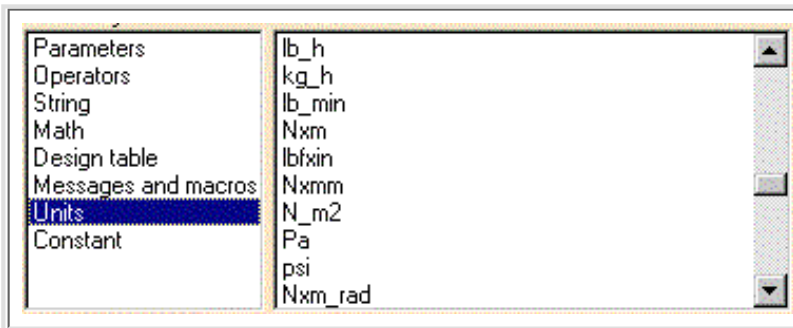 Parameters
Operators
String
Math
Design table
Messages and macros
Units
Constant
lb_h
kg_h
lb_min
Nxm
lbfxin
Nxmm
N_m2
Pa
psi
Nxm_rad